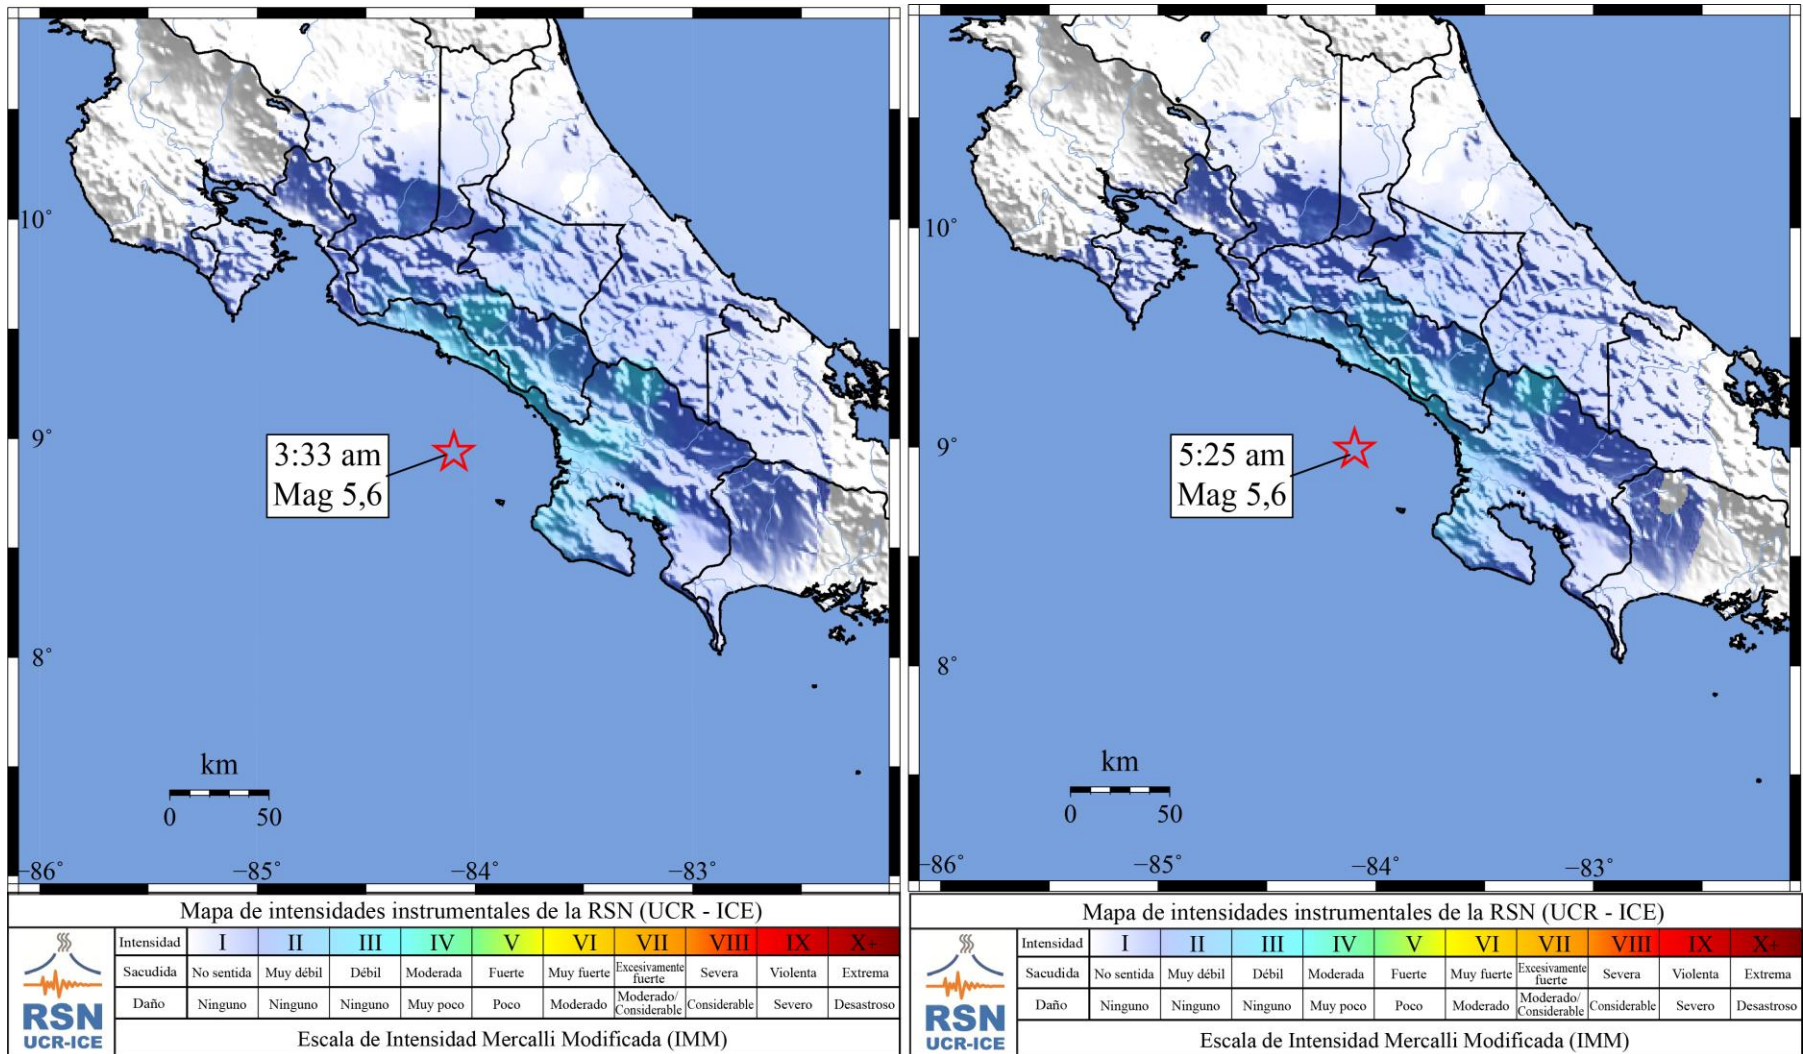 10°
9°
8°
3:33 am
Mag 5,6
km
0 50
−86° −85° −84° −83°
Mapa de intensidades instrumentales de la RSN (UCR - ICE)
Intensidad I II III IV V VI VII VIII IX X+
Sacudida No sentida Muy débil Débil Moderada Fuerte Muy fuerte Excesivamente fuerte Severa Violenta Extrema
Daño Ninguno Ninguno Ninguno Muy poco Poco Moderado Moderado/Considerable Considerable Severo Desastroso
Escala de Intensidad Mercalli Modificada (IMM)
RSN
UCR-ICE
10°
9°
8°
5:25 am
Mag 5,6
km
0 50
−86° −85° −84° −83°
Mapa de intensidades instrumentales de la RSN (UCR - ICE)
Intensidad I II III IV V VI VII VIII IX X+
Sacudida No sentida Muy débil Débil Moderada Fuerte Muy fuerte Excesivamente fuerte Severa Violenta Extrema
Daño Ninguno Ninguno Ninguno Muy poco Poco Moderado Moderado/Considerable Considerable Severo Desastroso
Escala de Intensidad Mercalli Modificada (IMM)
RSN
UCR-ICE